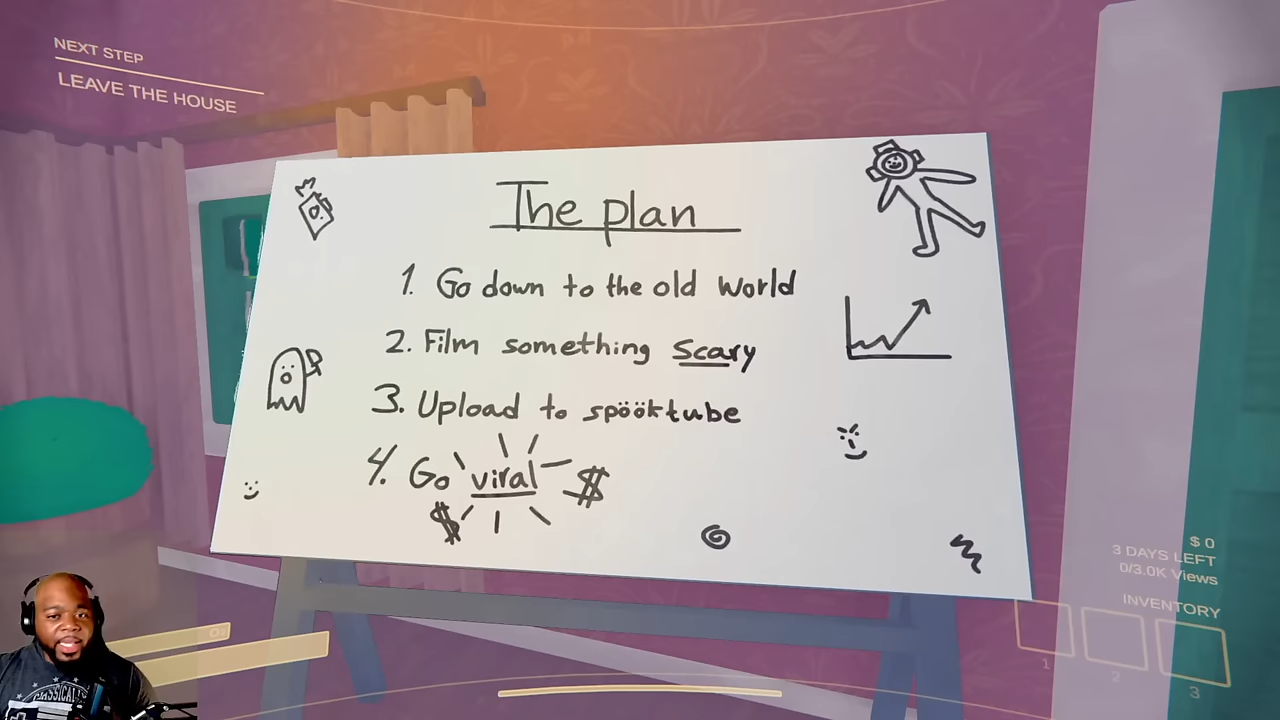 NEXT STEP
LEAVE THE HOUSE
The plan
1. Go down to the old world
2. Film something scary
3. Upload to spööktube
4. Go viral $
$
$ 0
3 DAYS LEFT
0/3.0K Views
INVENTORY
1
2
3
CLASSICAL